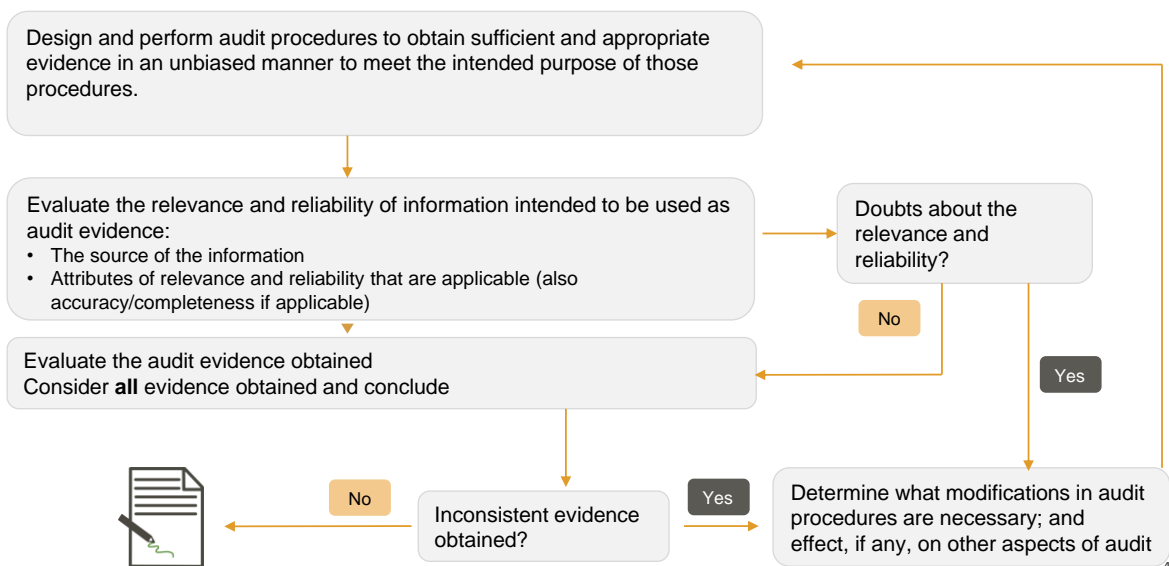 Design and perform audit procedures to obtain sufficient and appropriate
evidence in an unbiased manner to meet the intended purpose of those
procedures.
Evaluate the relevance and reliability of information intended to be used as
audit evidence:
• The source of the information
• Attributes of relevance and reliability that are applicable (also
accuracy/completeness if applicable)
Doubts about the
relevance and
reliability?
No
Evaluate the audit evidence obtained
Consider all evidence obtained and conclude
Yes
No
Inconsistent evidence
obtained?
Yes
Determine what modifications in audit
procedures are necessary; and
effect, if any, on other aspects of audit